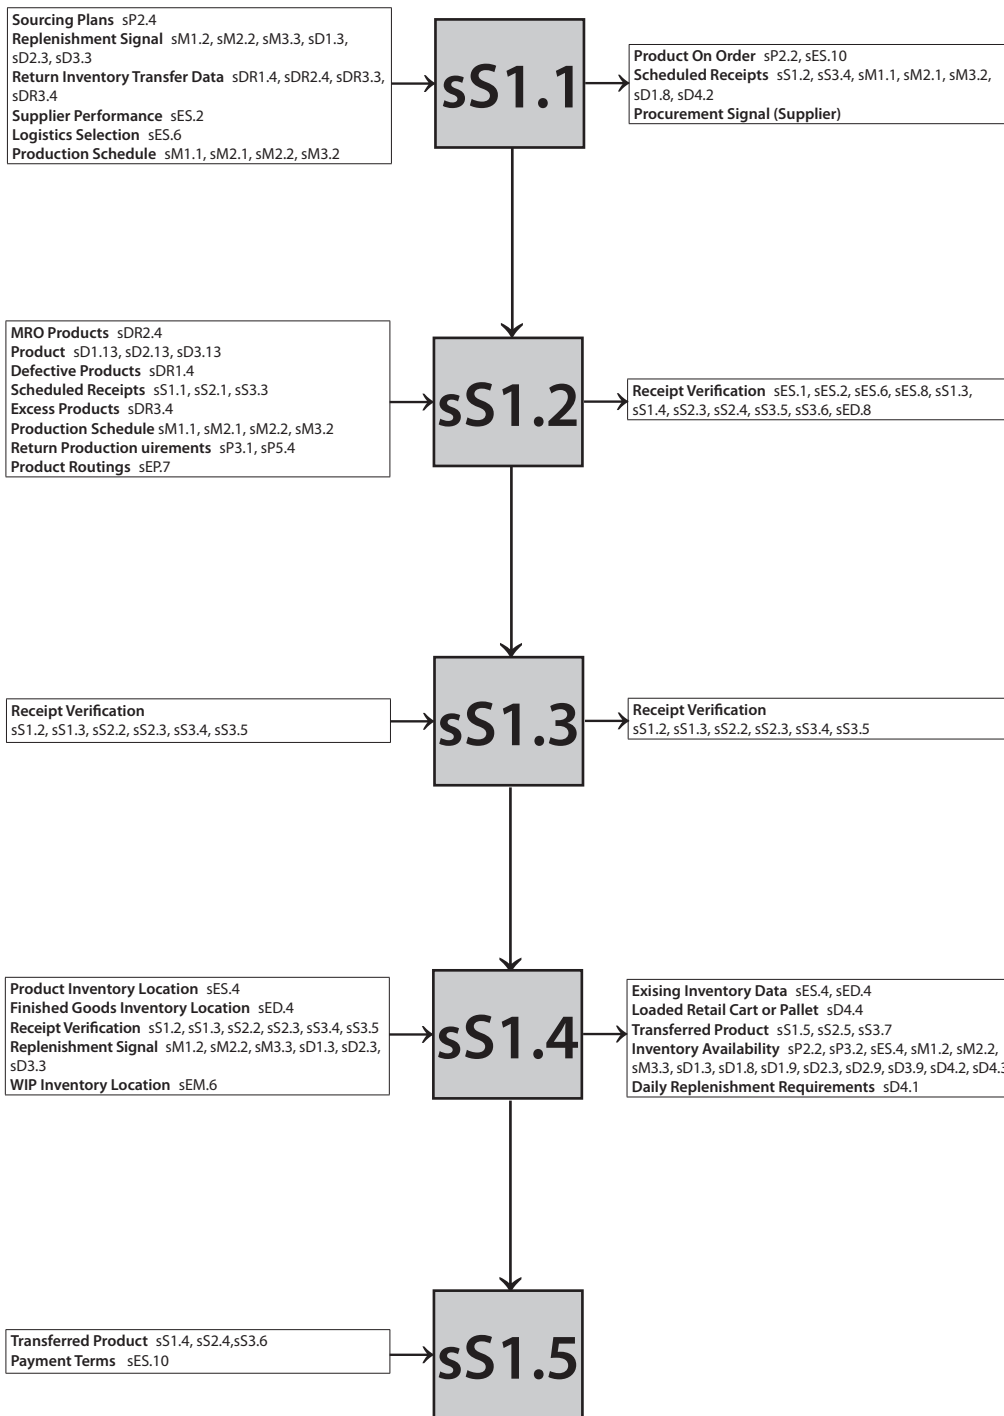 Sourcing Plans sP2.4
Replenishment Signal sM1.2, sM2.2, sM3.3, sD1.3,
sD2.3, sD3.3
Return Inventory Transfer Data sDR1.4, sDR2.4, sDR3.3,
sDR3.4
Supplier Performance sES.2
Logistics Selection sES.6
Production Schedule sM1.1, sM2.1, sM2.2, sM3.2
sS1.1
Product On Order sP2.2, sES.10
Scheduled Receipts sS1.2, sS3.4, sM1.1, sM2.1, sM3.2,
sD1.8, sD4.2
Procurement Signal (Supplier)
MRO Products sDR2.4
Product sD1.13, sD2.13, sD3.13
Defective Products sDR1.4
Scheduled Receipts sS1.1, sS2.1, sS3.3
Excess Products sDR3.4
Production Schedule sM1.1, sM2.1, sM2.2, sM3.2
Return Production uirements sP3.1, sP5.4
Product Routings sEP.7
sS1.2
Receipt Verification sES.1, sES.2, sES.6, sES.8, sS1.3,
sS1.4, sS2.3, sS2.4, sS3.5, sS3.6, sED.8
Receipt Verification
sS1.2, sS1.3, sS2.2, sS2.3, sS3.4, sS3.5
sS1.3
Receipt Verification
sS1.2, sS1.3, sS2.2, sS2.3, sS3.4, sS3.5
Product Inventory Location sES.4
Finished Goods Inventory Location sED.4
Receipt Verification sS1.2, sS1.3, sS2.2, sS2.3, sS3.4, sS3.5
Replenishment Signal sM1.2, sM2.2, sM3.3, sD1.3, sD2.3,
sD3.3
WIP Inventory Location sEM.6
sS1.4
Exising Inventory Data sES.4, sED.4
Loaded Retail Cart or Pallet sD4.4
Transferred Product sS1.5, sS2.5, sS3.7
Inventory Availability sP2.2, sP3.2, sES.4, sM1.2, sM2.2,
sM3.3, sD1.3, sD1.8, sD1.9, sD2.3, sD2.9, sD3.9, sD4.2, sD4.3
Daily Replenishment Requirements sD4.1
Transferred Product sS1.4, sS2.4,sS3.6
Payment Terms sES.10
sS1.5